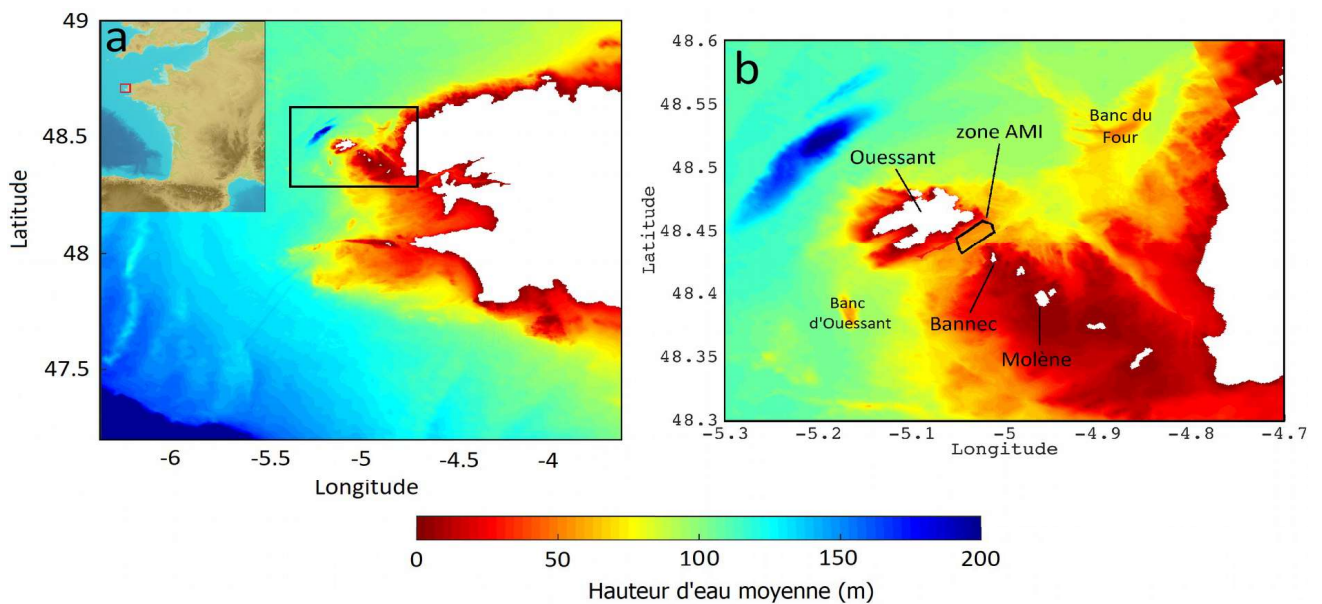 a
49
48.5
48
47.5
Latitude
-6
-5.5
-5
-4.5
-4
Longitude
b
48.6
48.55
48.5
48.45
48.4
48.35
48.3
Latitude
Banc du
Four
zone AMI
Ouessant
Banc
d'Ouessant
Bannec
Molène
-5.3
-5.2
-5.1
-5
-4.9
-4.8
-4.7
Longitude
0
50
100
150
200
Hauteur d'eau moyenne (m)